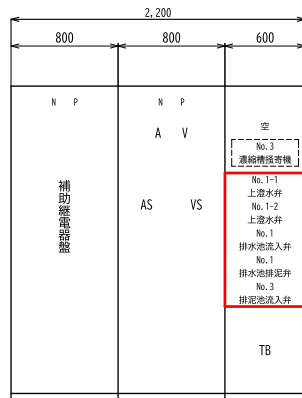 2,200
800
800
600
N P
補助継電器盤
N P
A V
AS VS
空
No.3
濃縮槽掻寄機
No.1-1
上澄水弁
No.1-2
上澄水弁
No.1
排水池流入弁
No.1
排水池排泥弁
No.3
排泥池流入弁
TB